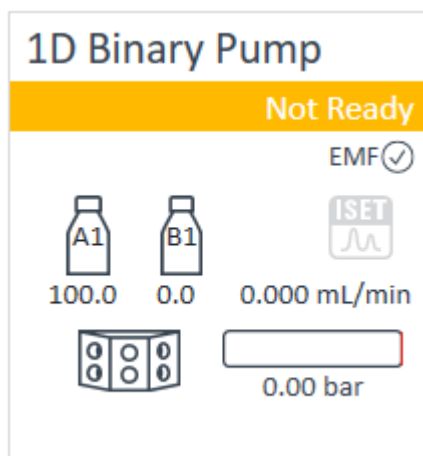 1D Binary Pump
Not Ready
EMF
A1 B1 ISET
100.0 0.0 0.000 mL/min
0.00 bar